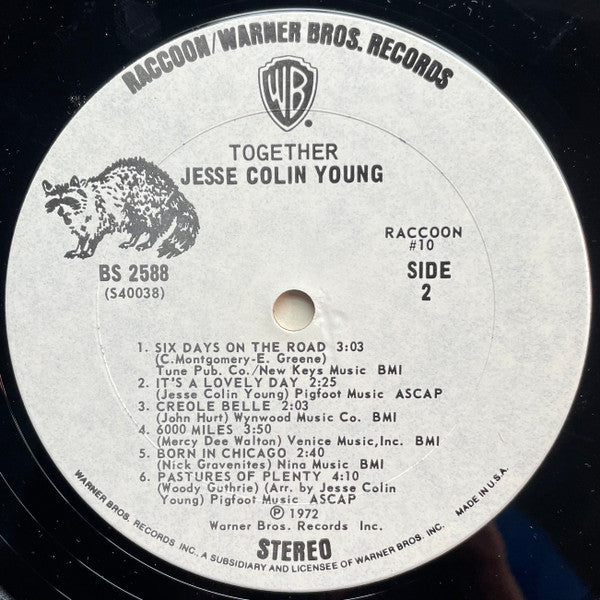 RACCOON/WARNER BROS. RECORDS
WB
TOGETHER
JESSE COLIN YOUNG
RACCOON
#10
BS 2588
(S40038)
SIDE
2
1. SIX DAYS ON THE ROAD 3:03
(C.Montgomery-E. Greene)
Tune Pub. Co./New Keys Music BMI
2. IT'S A LOVELY DAY 2:25
(Jesse Colin Young) Pigfoot Music ASCAP
3. CREOLE BELLE 2:03
(John Hurt) Wynwood Music Co. BMI
4. 6000 MILES 3:50
(Mercy Dee Walton) Venice Music,Inc. BMI
5. BORN IN CHICAGO 2:40
(Nick Gravenites) Nina Music BMI
6. PASTURES OF PLENTY 4:10
(Woody Guthrie) (Arr. by Jesse Colin
Young) Pigfoot Music ASCAP
Ⓟ 1972
Warner Bros. Records Inc.
STEREO
WARNER BROS. RECORDS INC. A SUBSIDIARY AND LICENSEE OF WARNER BROS. INC. MADE IN U.S.A.